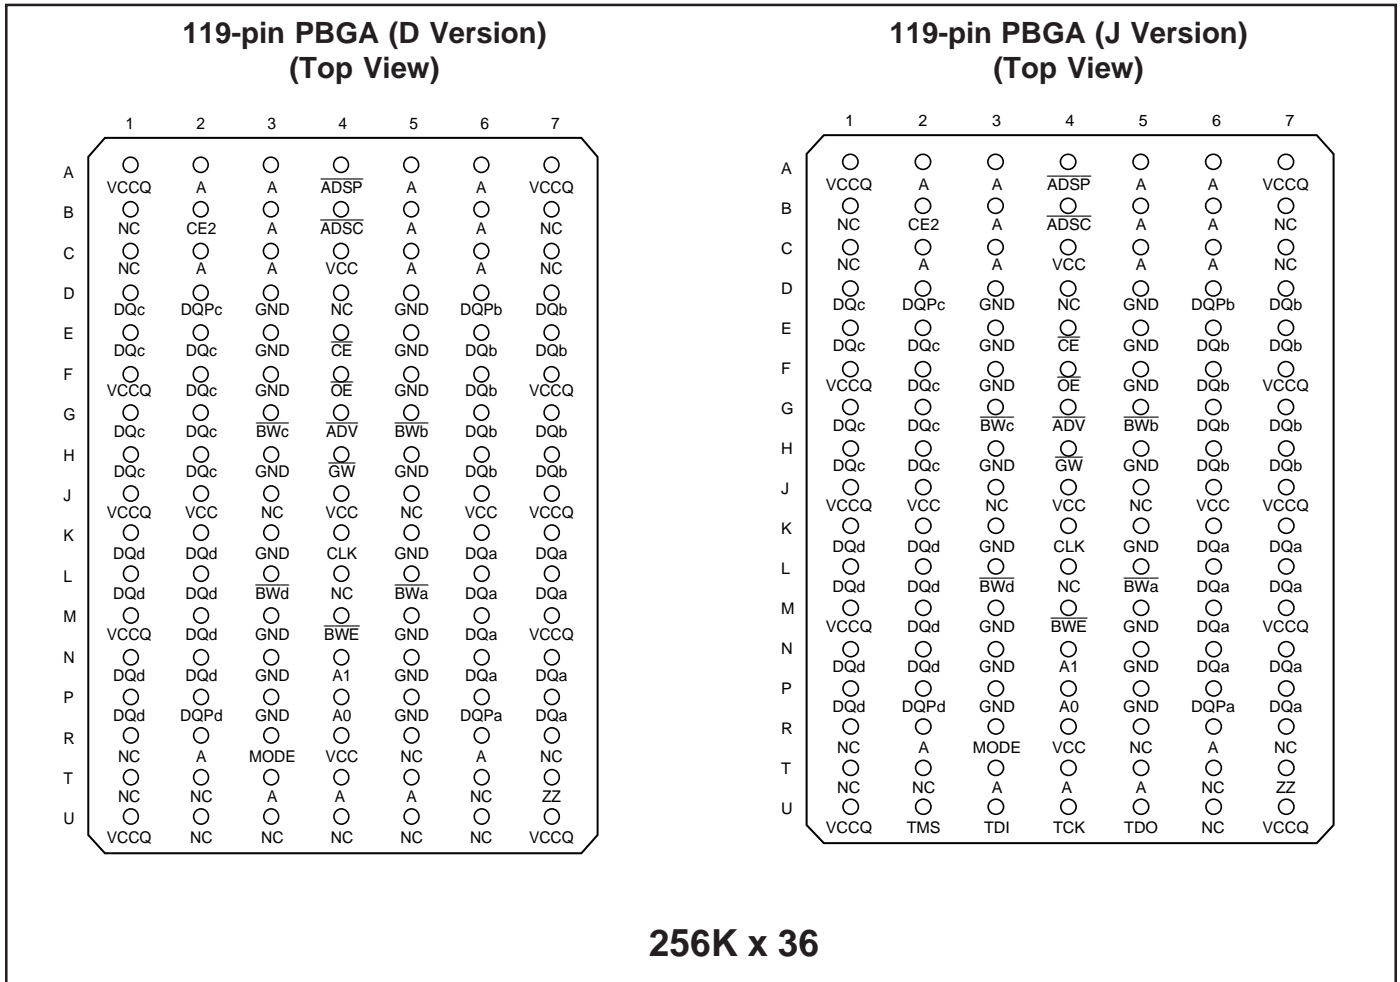 119-pin PBGA (D Version)
(Top View)
1 2 3 4 5 6 7
A
VCCQ A A ADSP A A VCCQ
B
NC CE2 A ADSC A A NC
C
NC A A VCC A A NC
D
DQc DQPc GND NC GND DQPb DQb
E
DQc DQc GND CE GND DQb DQb
F
VCCQ DQc GND OE GND DQb VCCQ
G
DQc DQc BWc ADV BWb DQb DQb
H
DQc DQc GND GW GND DQb DQb
J
VCCQ VCC NC VCC NC VCC VCCQ
K
DQd DQd GND CLK GND DQa DQa
L
DQd DQd BWd NC BWa DQa DQa
M
VCCQ DQd GND BWE GND DQa VCCQ
N
DQd DQd GND A1 GND DQa DQa
P
DQd DQPd GND A0 GND DQPa DQa
R
NC A MODE VCC NC A NC
T
NC NC A A A NC ZZ
U
VCCQ NC NC NC NC NC VCCQ
119-pin PBGA (J Version)
(Top View)
1 2 3 4 5 6 7
A
VCCQ A A ADSP A A VCCQ
B
NC CE2 A ADSC A A NC
C
NC A A VCC A A NC
D
DQc DQPc GND NC GND DQPb DQb
E
DQc DQc GND CE GND DQb DQb
F
VCCQ DQc GND OE GND DQb VCCQ
G
DQc DQc BWc ADV BWb DQb DQb
H
DQc DQc GND GW GND DQb DQb
J
VCCQ VCC NC VCC NC VCC VCCQ
K
DQd DQd GND CLK GND DQa DQa
L
DQd DQd BWd NC BWa DQa DQa
M
VCCQ DQd GND BWE GND DQa VCCQ
N
DQd DQd GND A1 GND DQa DQa
P
DQd DQPd GND A0 GND DQPa DQa
R
NC A MODE VCC NC A NC
T
NC NC A A A NC ZZ
U
VCCQ TMS TDI TCK TDO NC VCCQ
256K x 36